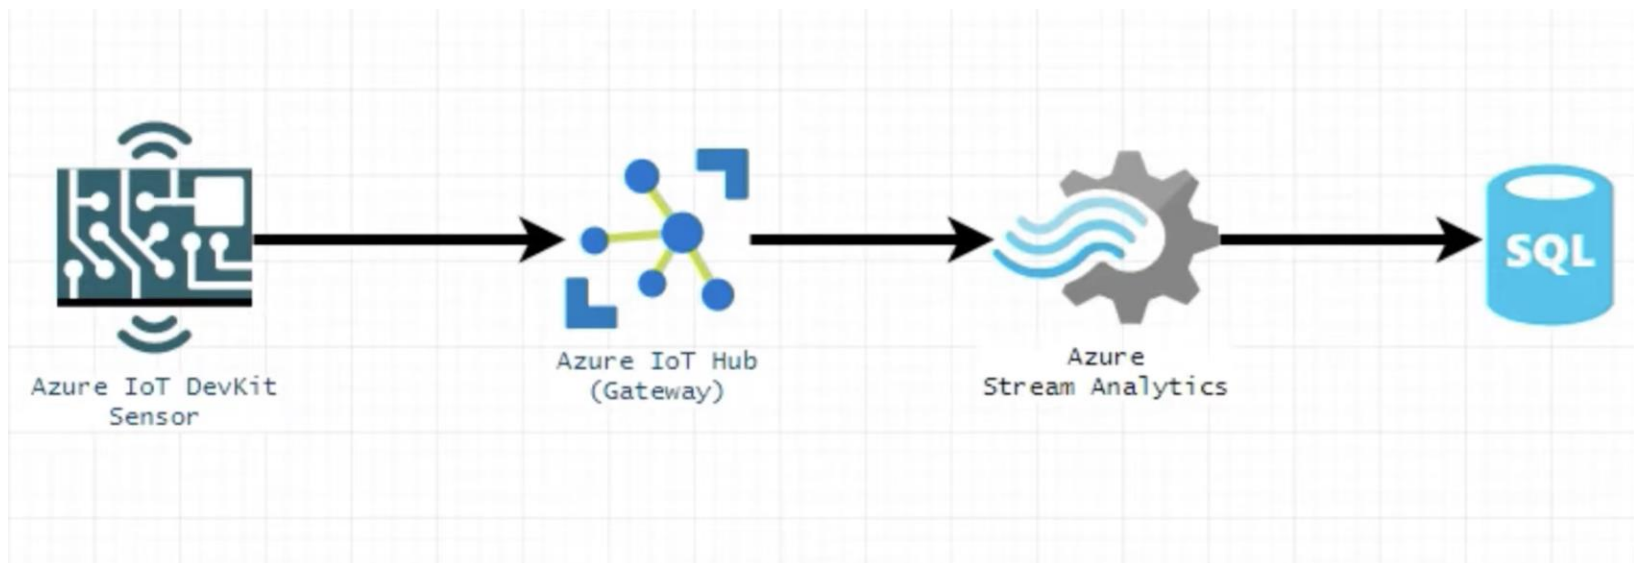 Azure IoT DevKit
Sensor
Azure IoT Hub
(Gateway)
Azure
Stream Analytics
SQL